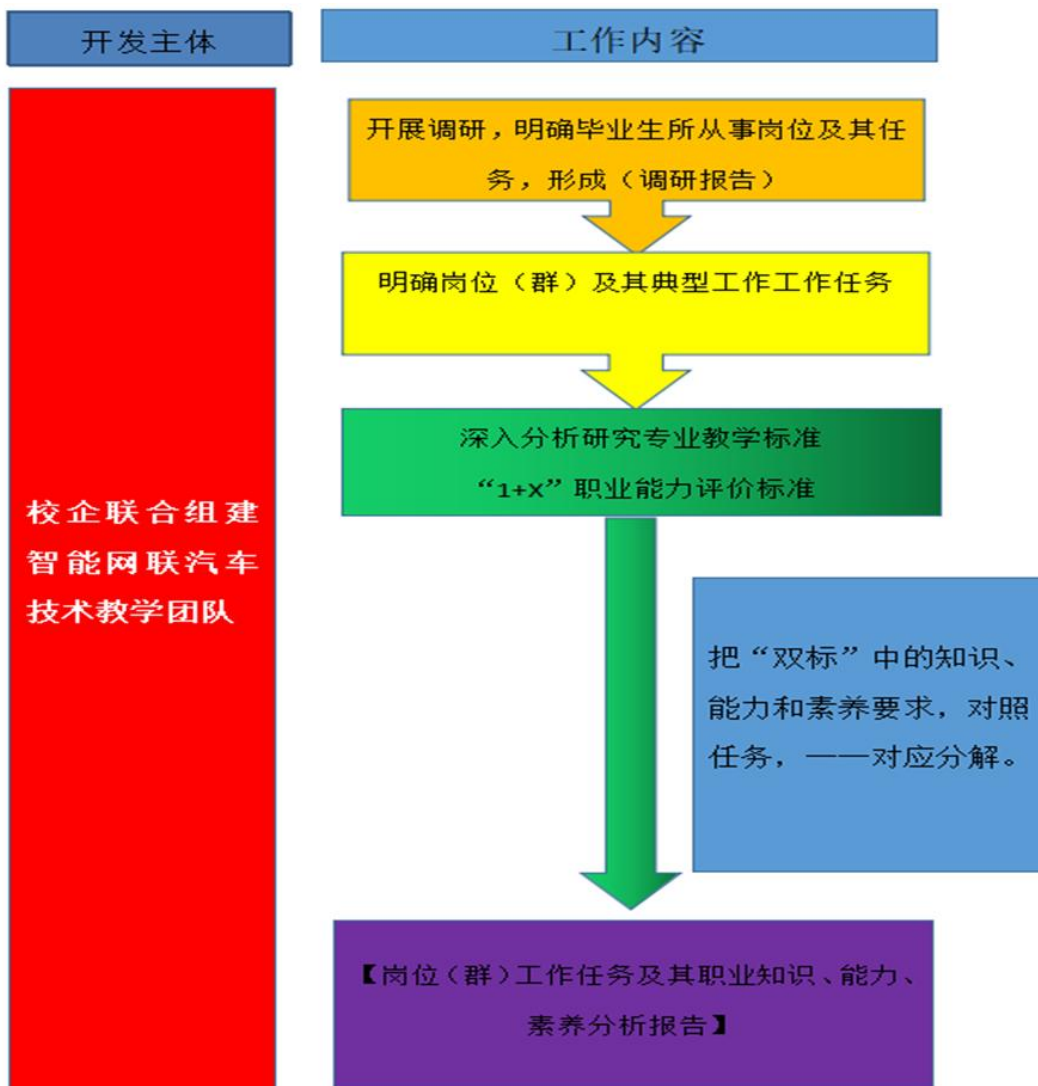 开发主体
工作内容
开展调研，明确毕业生所从事岗位及其任
务，形成（调研报告）
明确岗位（群）及其典型工作工作任务
深入分析研究专业教学标准
“1+X”职业能力评价标准
校企联合组建
智能网联汽车
技术教学团队
把“双标”中的知识、
能力和素养要求，对照
任务，——对应分解。
【岗位（群）工作任务及其职业知识、能力、
素养分析报告】